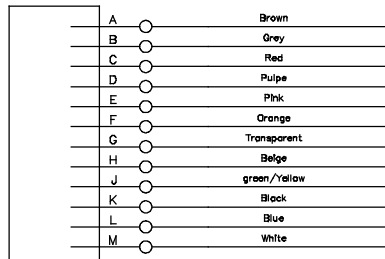 A Brown
B Grey
C Red
D Pulpe
E Pink
F Orange
G Transparent
H Beige
J green/Yellow
K Black
L Blue
M White